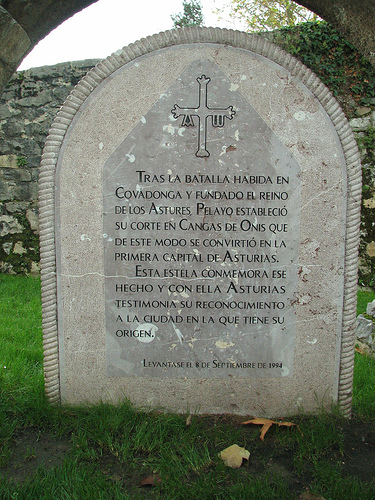 A Ω
Tras la batalla habida en
Covadonga y fundado el reino
de los Astures, Pelayo estableció
su corte en Cangas de Onís que
de este modo se convirtió en la
primera capital de Asturias.
Esta estela conmemora ese
hecho y con ella Asturias
testimonia su reconocimiento
a la ciudad en la que tiene su
origen.
Levantase el 8 de Septiembre de 1994